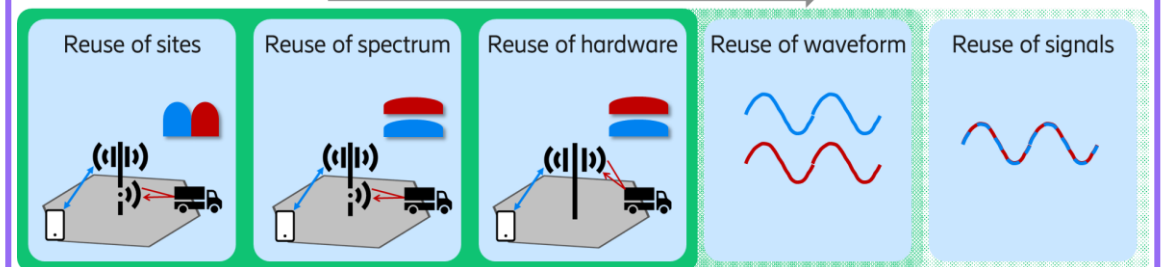 Reuse of sites
Reuse of spectrum
Reuse of hardware
Reuse of waveform
Reuse of signals